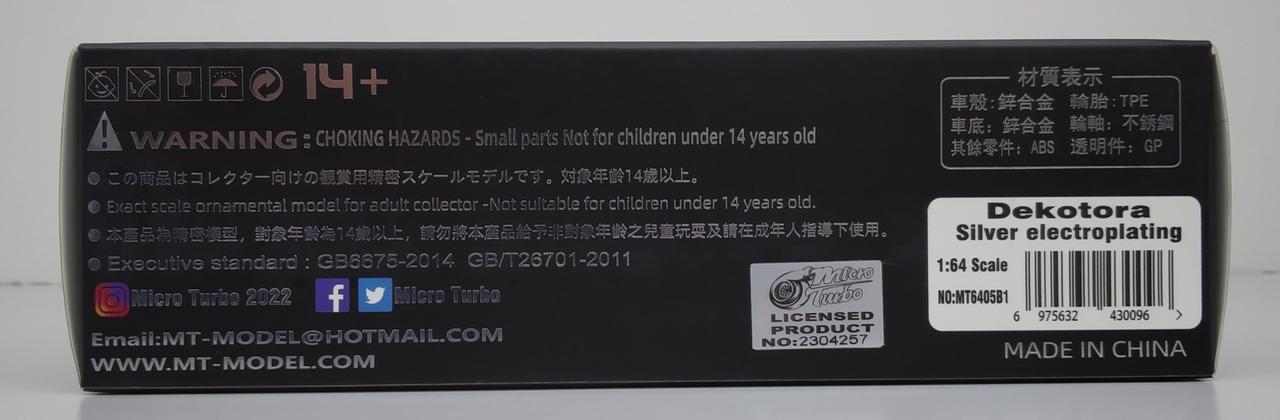 14+
WARNING: CHOKING HAZARDS - Small parts Not for children under 14 years old
● この商品はコレクター向けの観賞用精密スケールモデルです。対象年齢14歳以上。
● Exact scale ornamental model for adult collector -Not suitable for children under 14 years old.
● 本產品為精密模型，對象年齡為14歲以上，請勿將本產品給予非對象年齡之兒童玩耍及請在成年人指導下使用。
● Executive standard : GB6675-2014 GB/T26701-2011
Micro Turbo 2022 Micro Turbo
Email:MT-MODEL@HOTMAIL.COM
WWW.MT-MODEL.COM
Micro
Turbo
LICENSED
PRODUCT
NO:2304257
材質表示
車殼: 鋅合金 輪胎: TPE
車底: 鋅合金 輪軸: 不銹鋼
其餘零件: ABS 透明件: GP
Dekotora
Silver electroplating
1:64 Scale
NO:MT6405B1
6 975632 430096 >
MADE IN CHINA